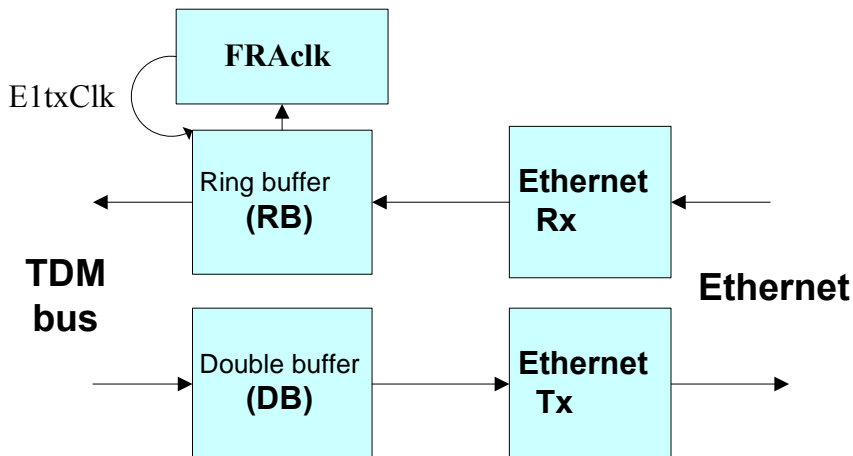 FRAclk
E1txClk
Ring buffer
(RB)
Ethernet
Rx
TDM
bus
Ethernet
Double buffer
(DB)
Ethernet
Tx